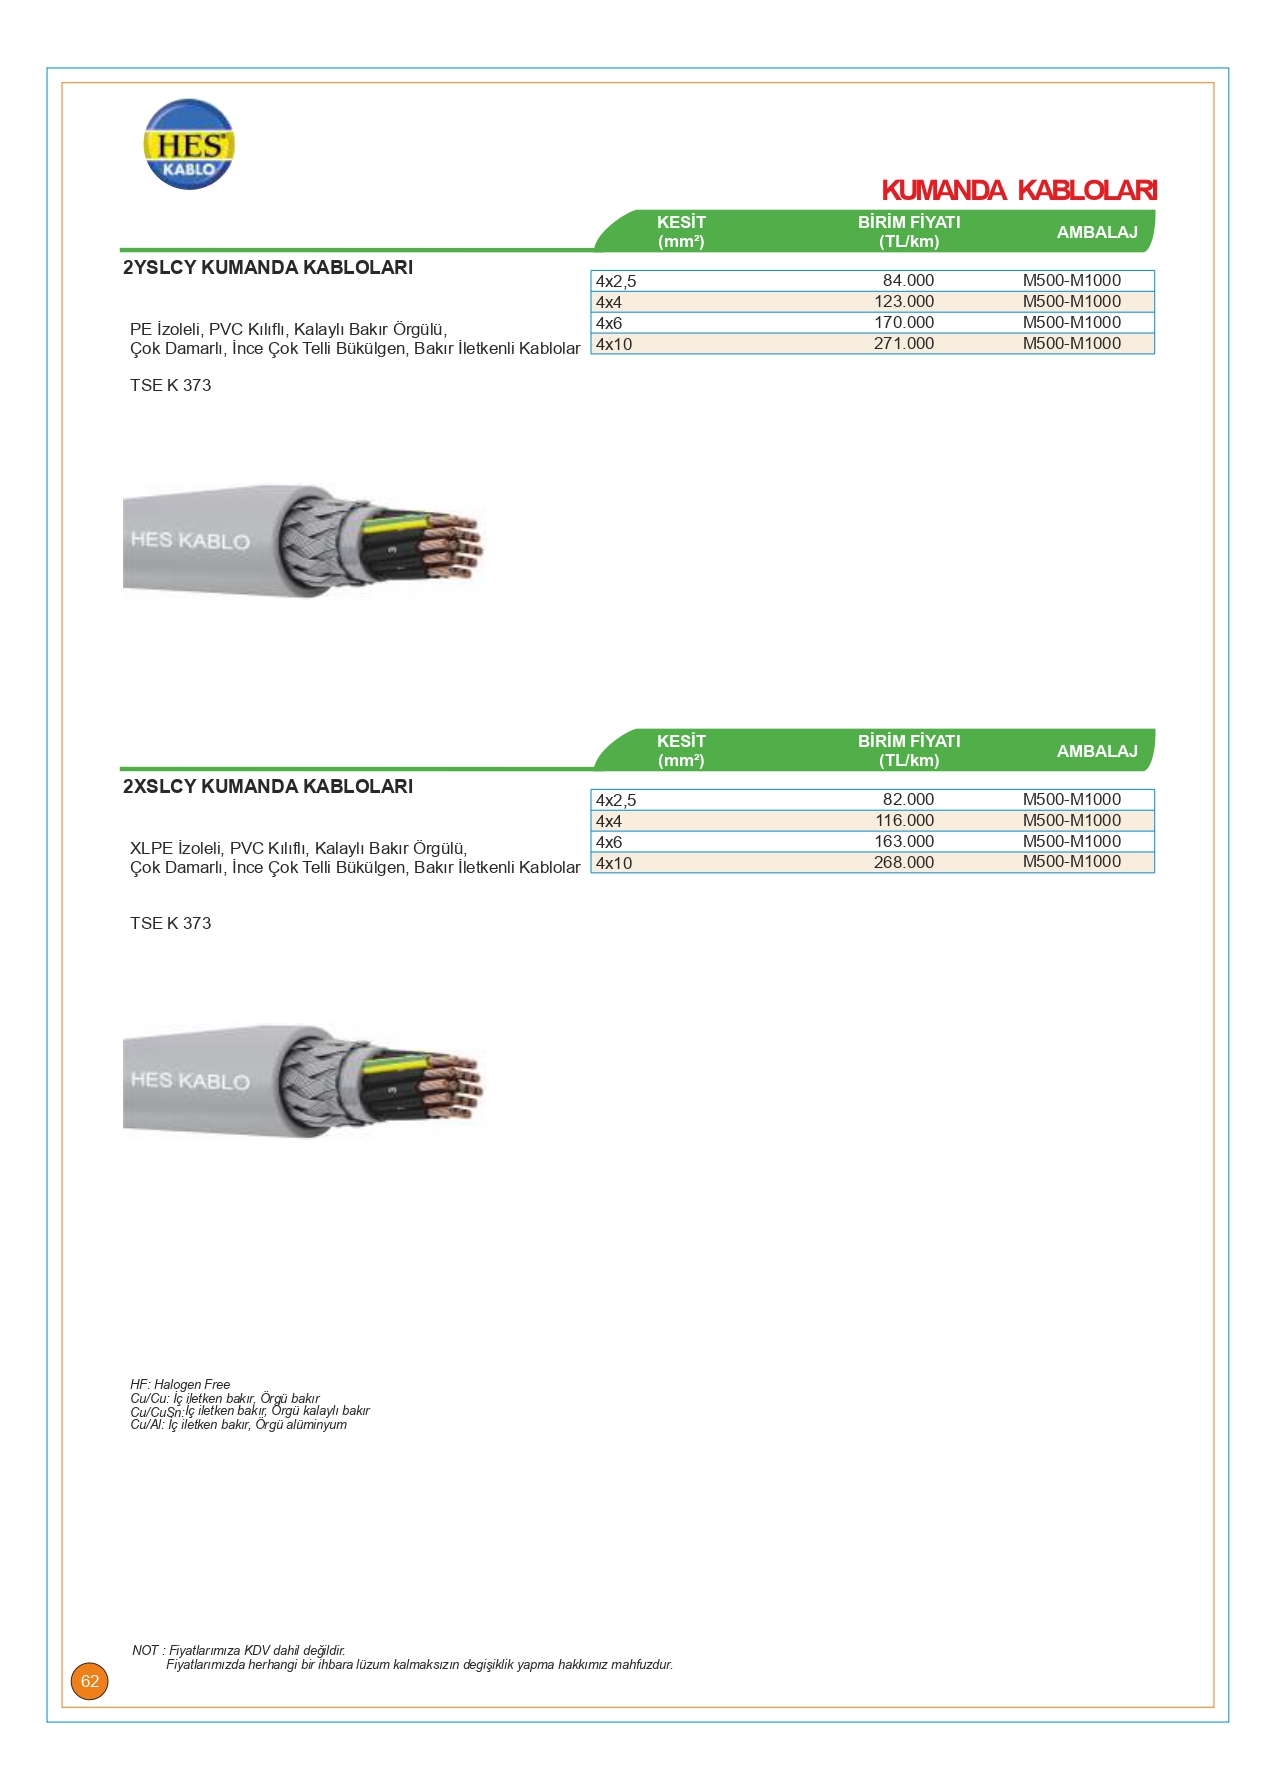 HES
KABLO
KUMANDA KABLOLARI
KESİT (mm²) BİRİM FİYATI (TL/km) AMBALAJ
2YSLCY KUMANDA KABLOLARI
4x2,5 84.000 M500-M1000
4x4 123.000 M500-M1000
4x6 170.000 M500-M1000
4x10 271.000 M500-M1000
PE İzoleli, PVC Kılıflı, Kalaylı Bakır Örgülü,
Çok Damarlı, İnce Çok Telli Bükülgen, Bakır İletkenli Kablolar
TSE K 373
HES KABLO
3
KESİT (mm²) BİRİM FİYATI (TL/km) AMBALAJ
2XSLCY KUMANDA KABLOLARI
4x2,5 82.000 M500-M1000
4x4 116.000 M500-M1000
4x6 163.000 M500-M1000
4x10 268.000 M500-M1000
XLPE İzoleli, PVC Kılıflı, Kalaylı Bakır Örgülü,
Çok Damarlı, İnce Çok Telli Bükülgen, Bakır İletkenli Kablolar
TSE K 373
HES KABLO
3
HF: Halogen Free
Cu/Cu: İç iletken bakır, Örgü bakır
Cu/CuSn: İç iletken bakır, Örgü kalaylı bakır
Cu/Al: İç iletken bakır, Örgü alüminyum
NOT : Fiyatlarımıza KDV dahil değildir.
Fiyatlarımızda herhangi bir ihbara lüzum kalmaksızın degişiklik yapma hakkımız mahfuzdur.
62